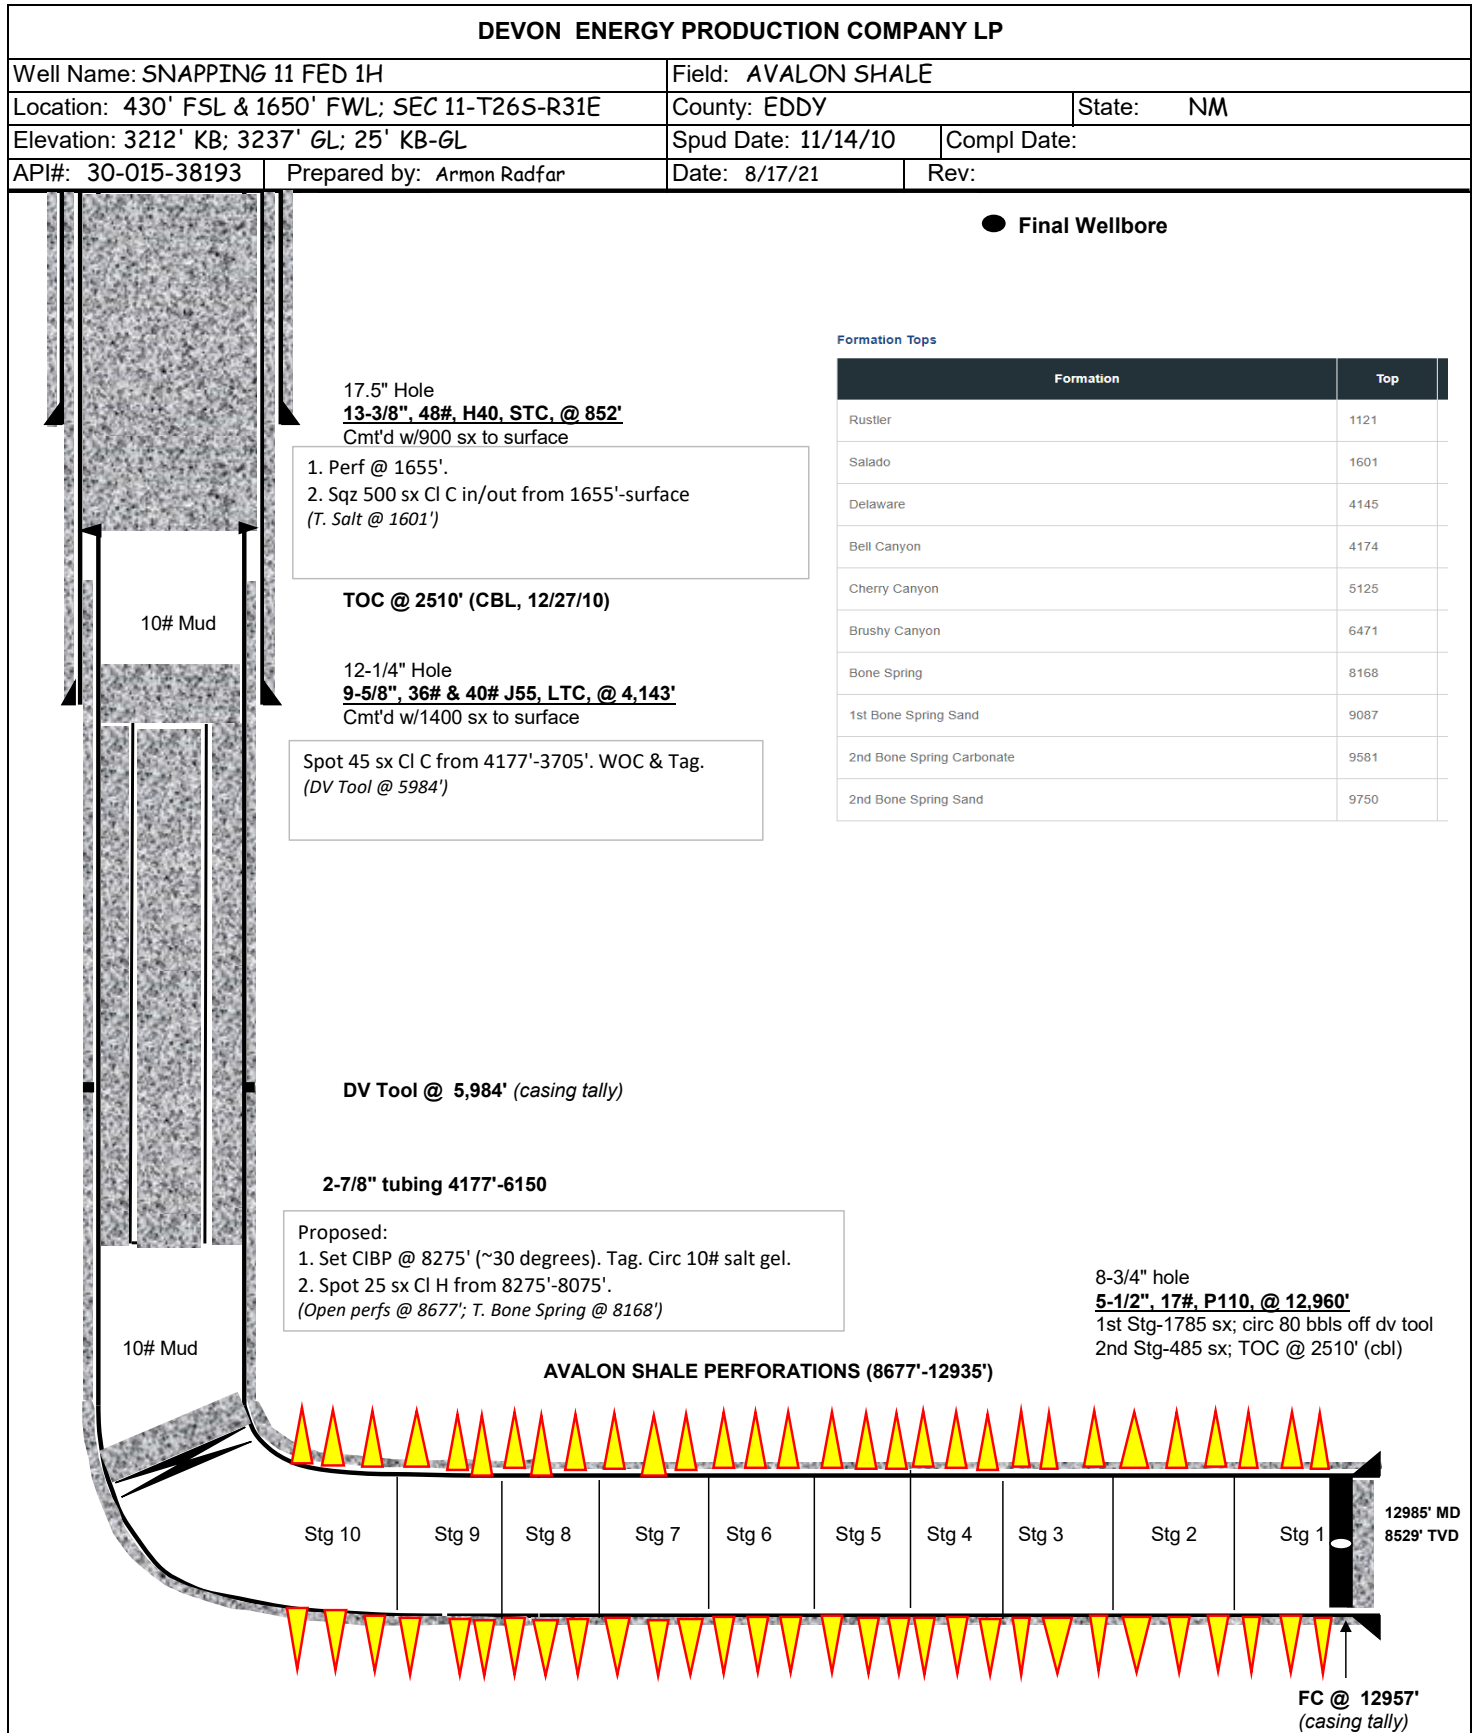 DEVON ENERGY PRODUCTION COMPANY LP
Well Name: SNAPPING 11 FED 1H
Field: AVALON SHALE
Location: 430' FSL & 1650' FWL; SEC 11-T26S-R31E
County: EDDY
State: NM
Elevation: 3212' KB; 3237' GL; 25' KB-GL
Spud Date: 11/14/10
Compl Date:
API#: 30-015-38193
Prepared by: Armon Radfar
Date: 8/17/21
Rev:
Final Wellbore
Formation Tops
Formation Top
Rustler 1121
Salado 1601
Delaware 4145
Bell Canyon 4174
Cherry Canyon 5125
Brushy Canyon 6471
Bone Spring 8168
1st Bone Spring Sand 9087
2nd Bone Spring Carbonate 9581
2nd Bone Spring Sand 9750
17.5" Hole
13-3/8", 48#, H40, STC, @ 852'
Cmt'd w/900 sx to surface
1. Perf @ 1655'.
2. Sqz 500 sx Cl C in/out from 1655'-surface
(T. Salt @ 1601')
TOC @ 2510' (CBL, 12/27/10)
10# Mud
12-1/4" Hole
9-5/8", 36# & 40# J55, LTC, @ 4,143'
Cmt'd w/1400 sx to surface
Spot 45 sx Cl C from 4177'-3705'. WOC & Tag.
(DV Tool @ 5984')
DV Tool @ 5,984' (casing tally)
2-7/8" tubing 4177'-6150
Proposed:
1. Set CIBP @ 8275' (~30 degrees). Tag. Circ 10# salt gel.
2. Spot 25 sx Cl H from 8275'-8075'.
(Open perfs @ 8677'; T. Bone Spring @ 8168')
8-3/4" hole
5-1/2", 17#, P110, @ 12,960'
1st Stg-1785 sx; circ 80 bbls off dv tool
2nd Stg-485 sx; TOC @ 2510' (cbl)
10# Mud
AVALON SHALE PERFORATIONS (8677'-12935')
Stg 10 Stg 9 Stg 8 Stg 7 Stg 6 Stg 5 Stg 4 Stg 3 Stg 2 Stg 1
12985' MD
8529' TVD
FC @ 12957'
(casing tally)